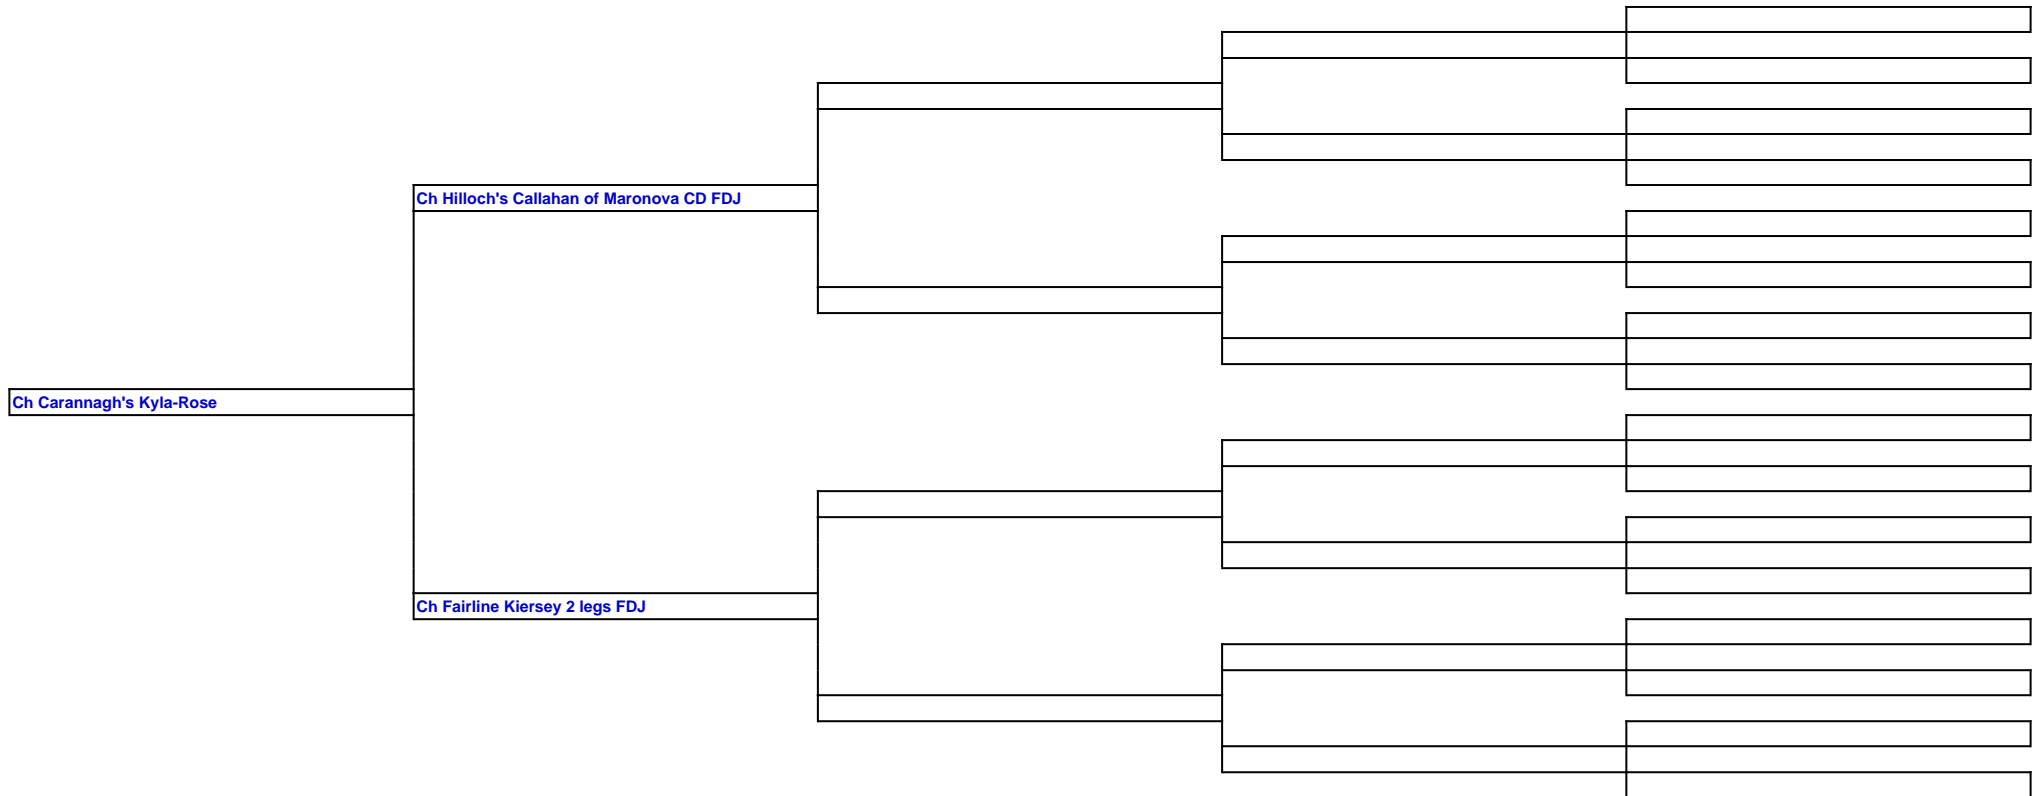 Ch Hilloch's Callahan of Maronova CD FDJ
Ch Carannagh's Kyla-Rose
Ch Fairline Kiersey 2 legs FDJ